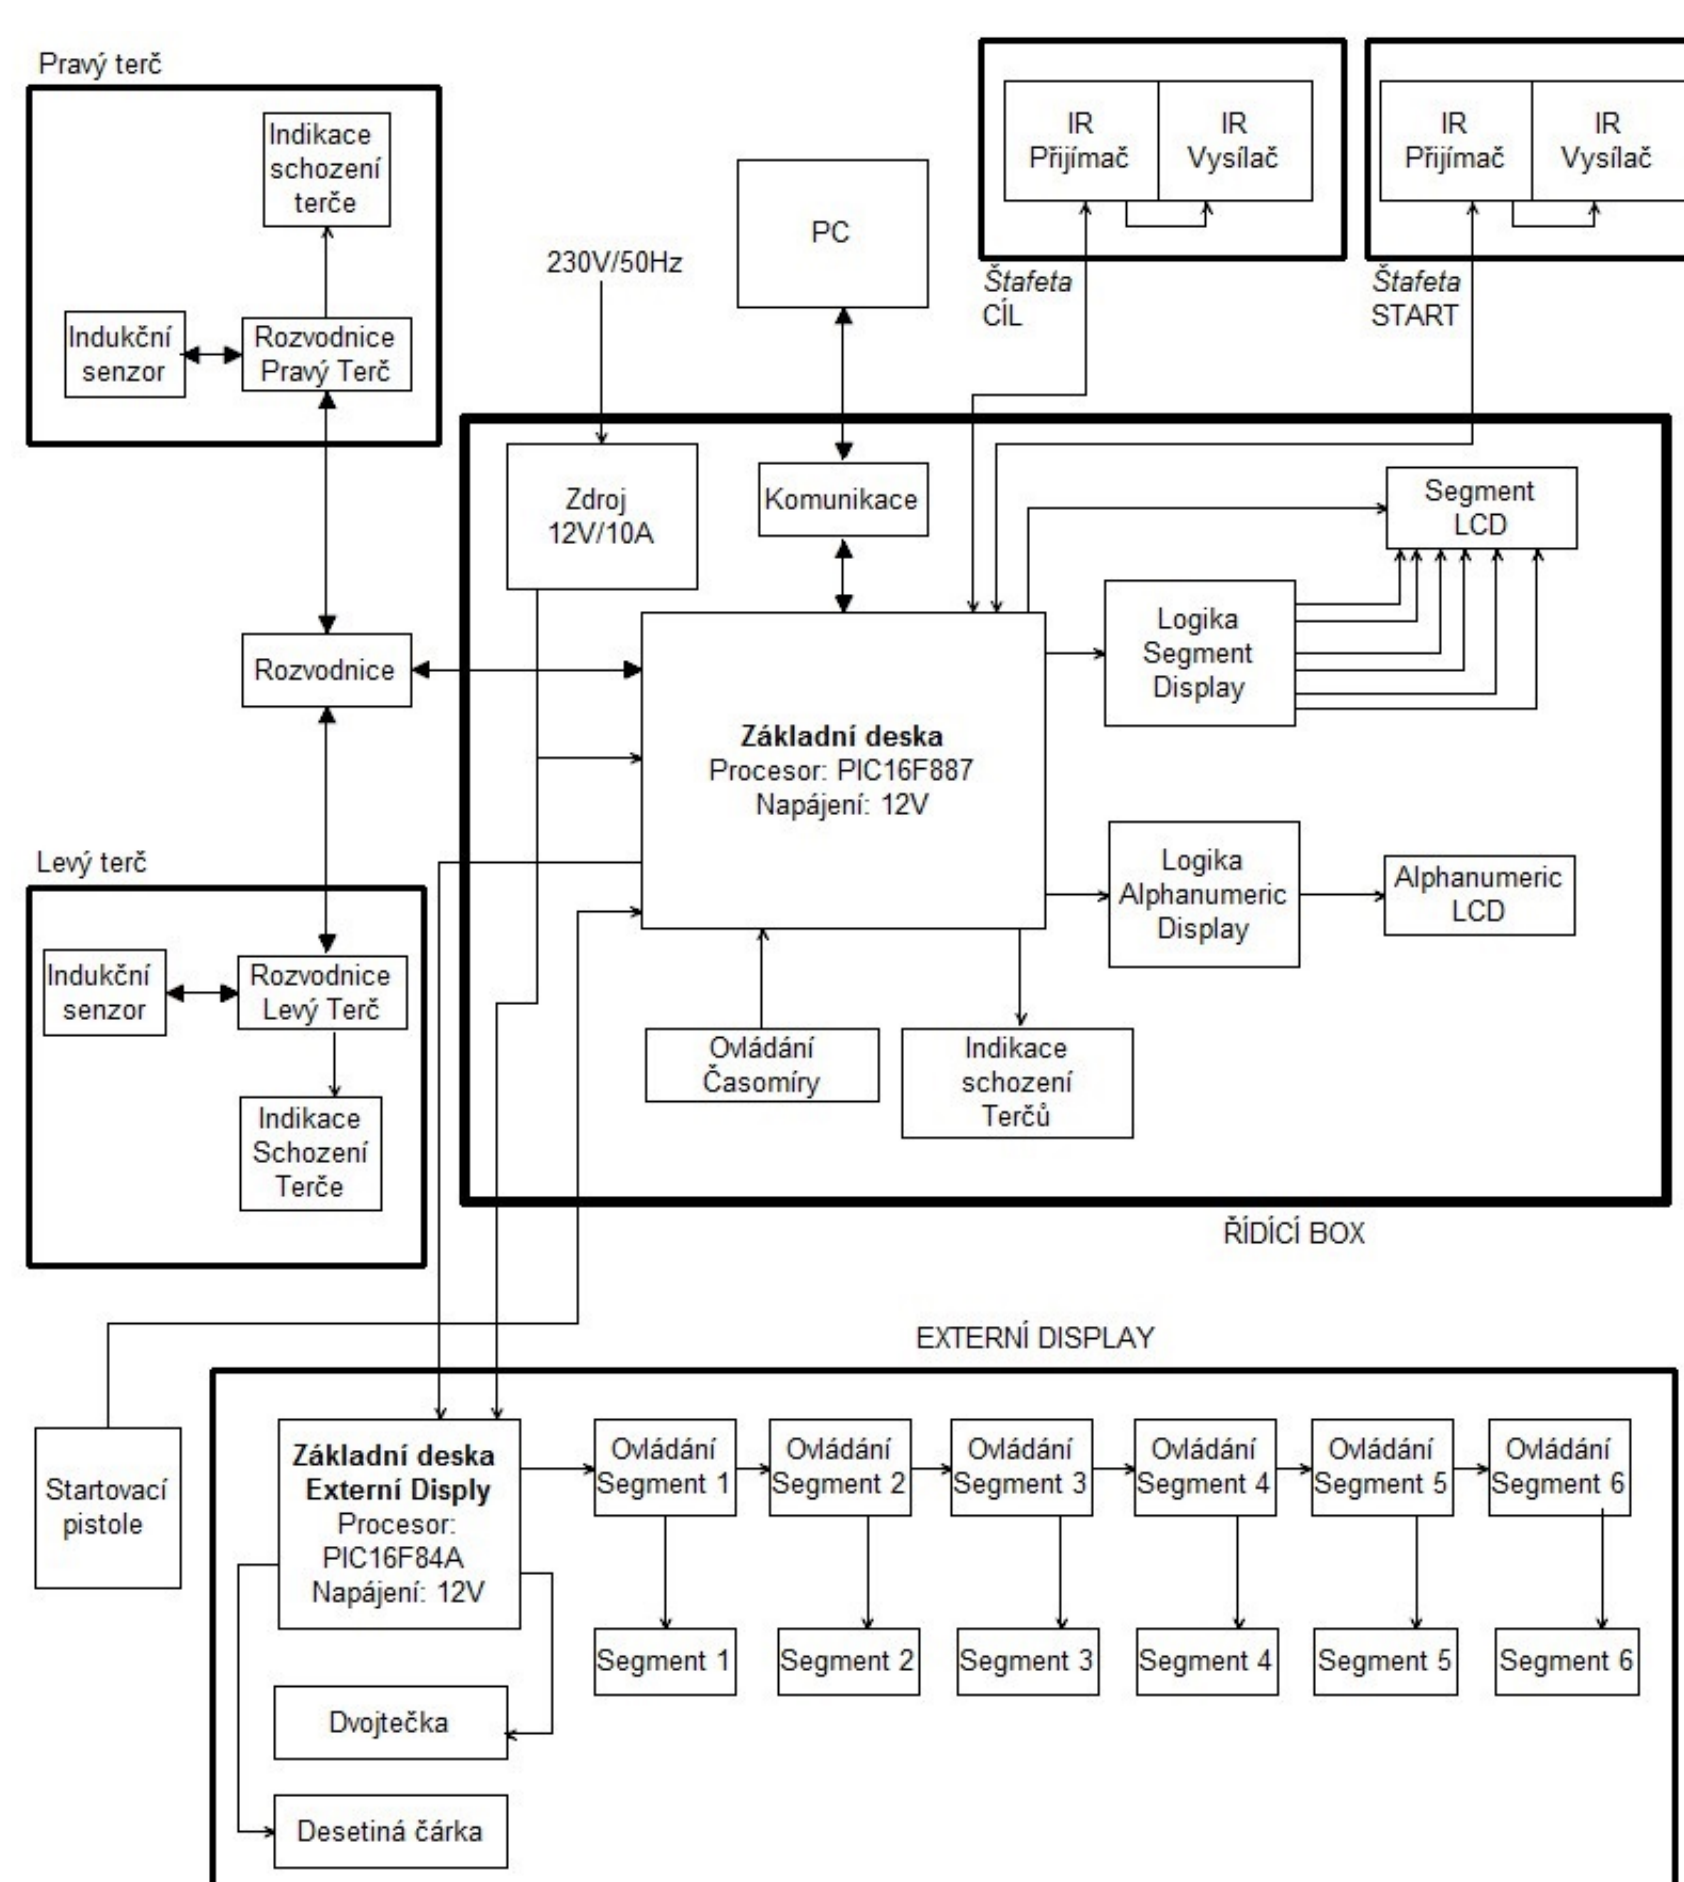 Pravý terč
Indikace
schození
terče
Indukční
senzor
Rozvodnice
Pravý Terč
230V/50Hz
PC
IR
Přijímač
IR
Vysílač
Štafeta
CÍL
IR
Přijímač
IR
Vysílač
Štafeta
START
Zdroj
12V/10A
Komunikace
Segment
LCD
Logika
Segment
Display
Rozvodnice
Základní deska
Procesor: PIC16F887
Napájení: 12V
Logika
Alphanumeric
Display
Alphanumeric
LCD
Levý terč
Indukční
senzor
Rozvodnice
Levý Terč
Indikace
Schození
Terče
Ovládání
Časomíry
Indikace
schození
Terčů
ŘÍDÍCÍ BOX
EXTERNÍ DISPLAY
Startovací
pistole
Základní deska
Externí Disply
Procesor:
PIC16F84A
Napájení: 12V
Ovládání
Segment 1
Ovládání
Segment 2
Ovládání
Segment 3
Ovládání
Segment 4
Ovládání
Segment 5
Ovládání
Segment 6
Segment 1
Segment 2
Segment 3
Segment 4
Segment 5
Segment 6
Dvojtečka
Desetiná čárka